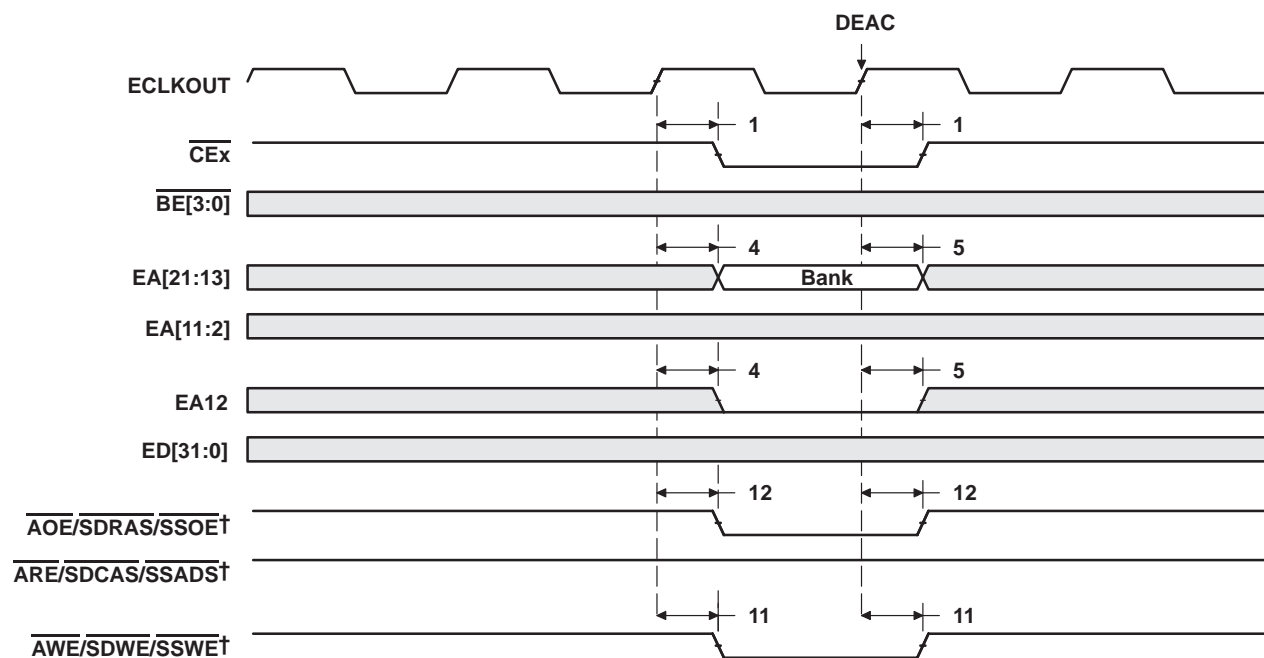 DEAC
ECLKOUT
1 1
CEx
BE[3:0]
4 5
EA[21:13] Bank
EA[11:2]
4 5
EA12
ED[31:0]
12 12
AOE/SDRAS/SSOE†
ARE/SDCAS/SSADS†
11 11
AWE/SDWE/SSWE†